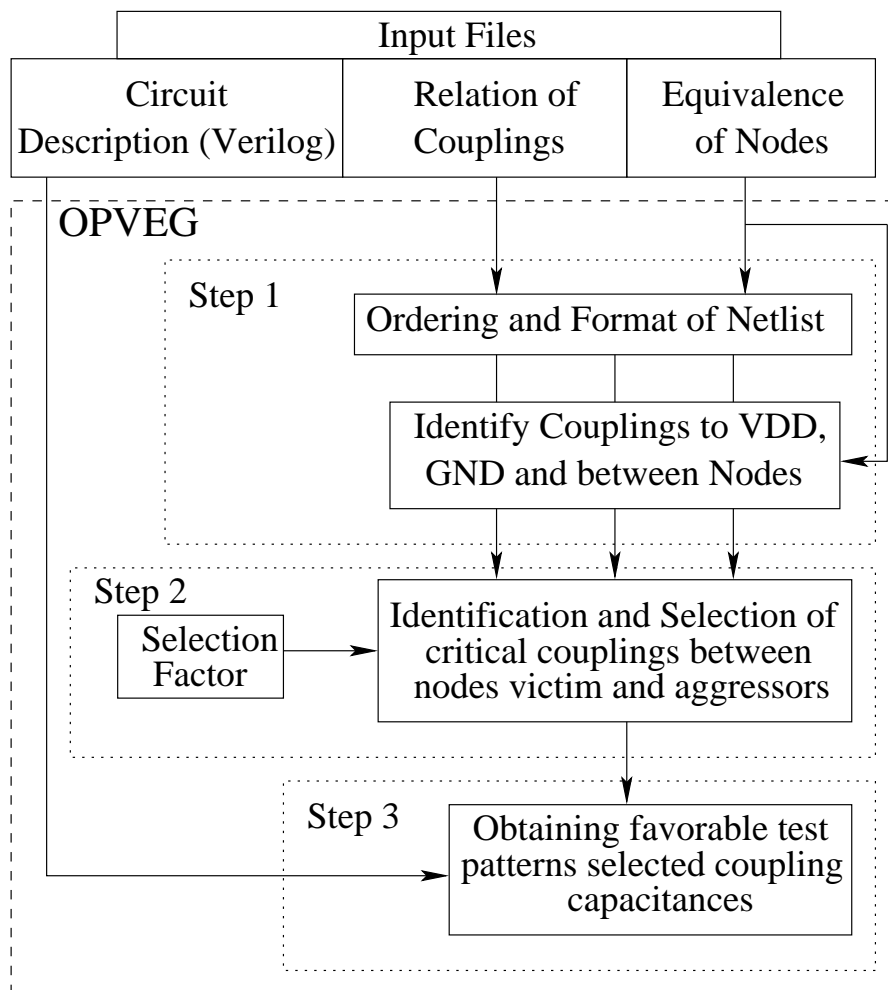 Input Files
Circuit
Description (Verilog)
Relation of
Couplings
Equivalence
of Nodes
OPVEG
Step 1
Ordering and Format of Netlist
Identify Couplings to VDD,
GND and between Nodes
Step 2
Selection
Factor
Identification and Selection of
critical couplings between
nodes victim and aggressors
Step 3
Obtaining favorable test
patterns selected coupling
capacitances